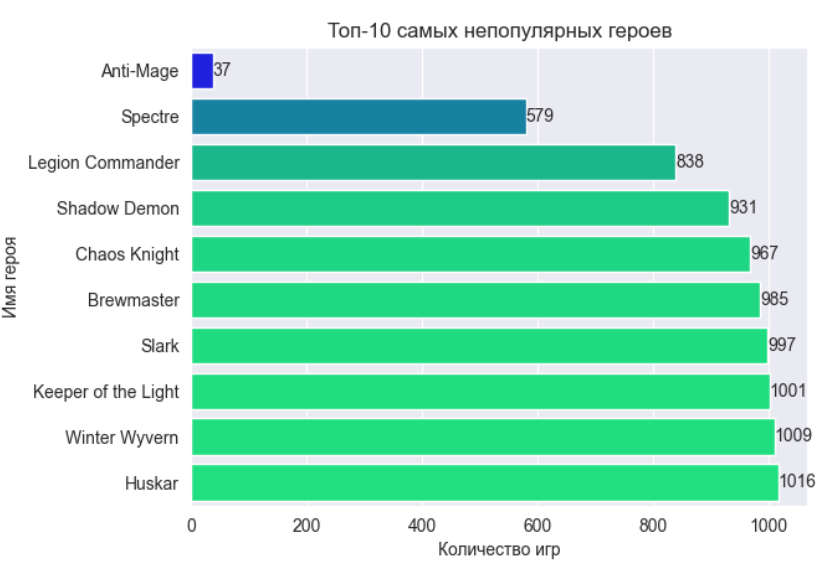 Топ-10 самых непопулярных героев
Anti-Mage 37
Spectre 579
Legion Commander 838
Shadow Demon 931
Chaos Knight 967
Brewmaster 985
Slark 997
Keeper of the Light 1001
Winter Wyvern 1009
Huskar 1016
Имя героя
0 200 400 600 800 1000
Количество игр